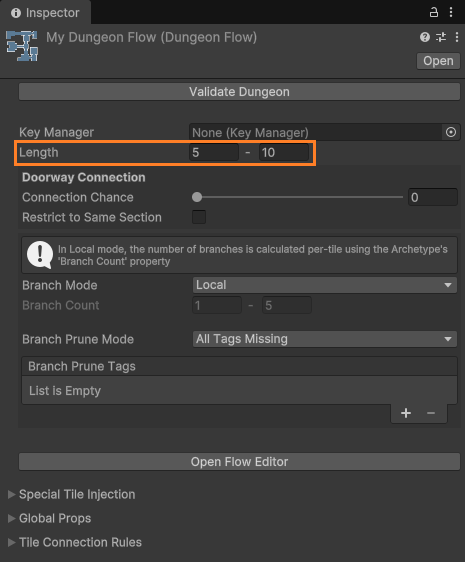 Inspector
My Dungeon Flow (Dungeon Flow)
Open
Validate Dungeon
Key Manager None (Key Manager)
Length 5 - 10
Doorway Connection
Connection Chance 0
Restrict to Same Section
In Local mode, the number of branches is calculated per-tile using the Archetype's
'Branch Count' property
Branch Mode Local
Branch Count 1 - 5
Branch Prune Mode All Tags Missing
Branch Prune Tags
List is Empty
+ −
Open Flow Editor
Special Tile Injection
Global Props
Tile Connection Rules